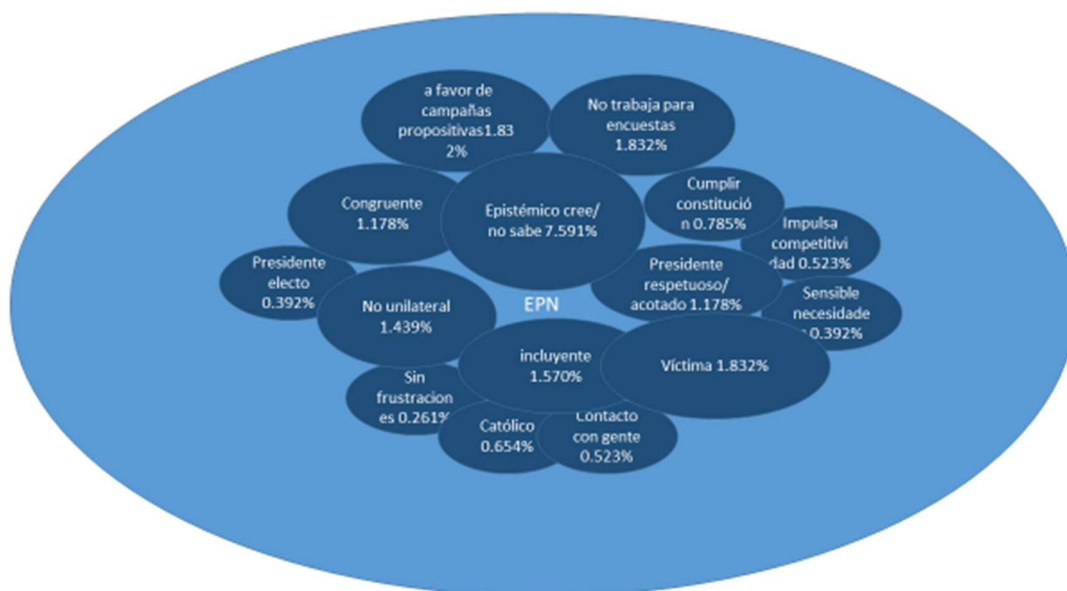 a favor de
campañas
propositivas1.83
2%
No trabaja para
encuestas
1.832%
Congruente
1.178%
Epistémico cree/
no sabe 7.591%
Cumplir
constitució
n 0.785%
Impulsa
competitivi
dad 0.523%
Presidente
electo
0.392%
No unilateral
1.439%
EPN
Presidente
respetuoso/
acotado 1.178%
Sensible
necesidade
0.392%
incluyente
1.570%
Víctima 1.832%
Sin
frustracion
es 0.261%
Católico
0.654%
Contacto
con gente
0.523%